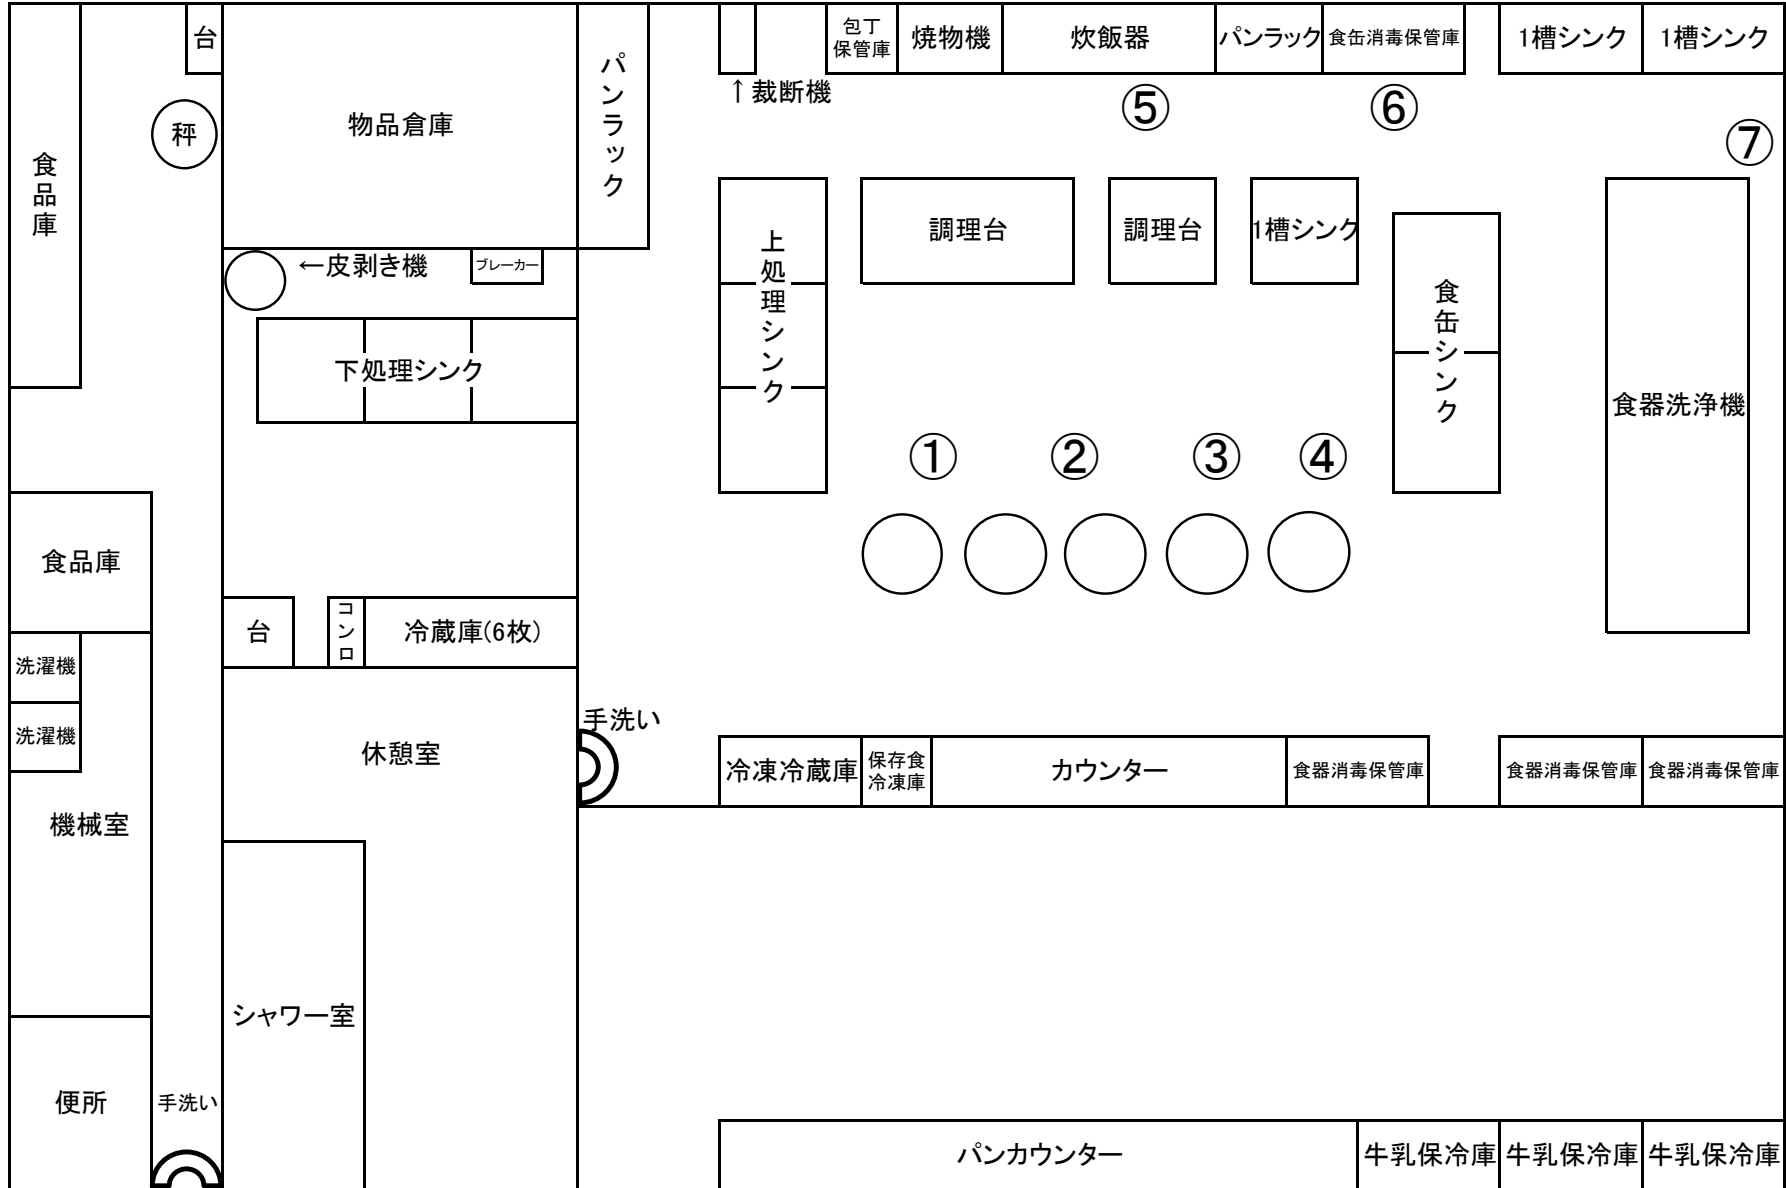 台
包丁
保管庫
焼物機
炊飯器
パンラック
食缶消毒保管庫
1槽シンク
1槽シンク
パンラック
↑裁断機
⑤
⑥
⑦
秤
物品倉庫
食品庫
上処理シンク
調理台
調理台
1槽シンク
←皮剥き機
ブレーカー
食缶シンク
下処理シンク
食器洗浄機
①
②
③
④
食品庫
台
コンロ
冷蔵庫(6枚)
洗濯機
洗濯機
手洗い
休憩室
冷凍冷蔵庫
保存食
冷凍庫
カウンター
食器消毒保管庫
食器消毒保管庫
食器消毒保管庫
機械室
シャワー室
便所
手洗い
パンカウンター
牛乳保冷庫
牛乳保冷庫
牛乳保冷庫